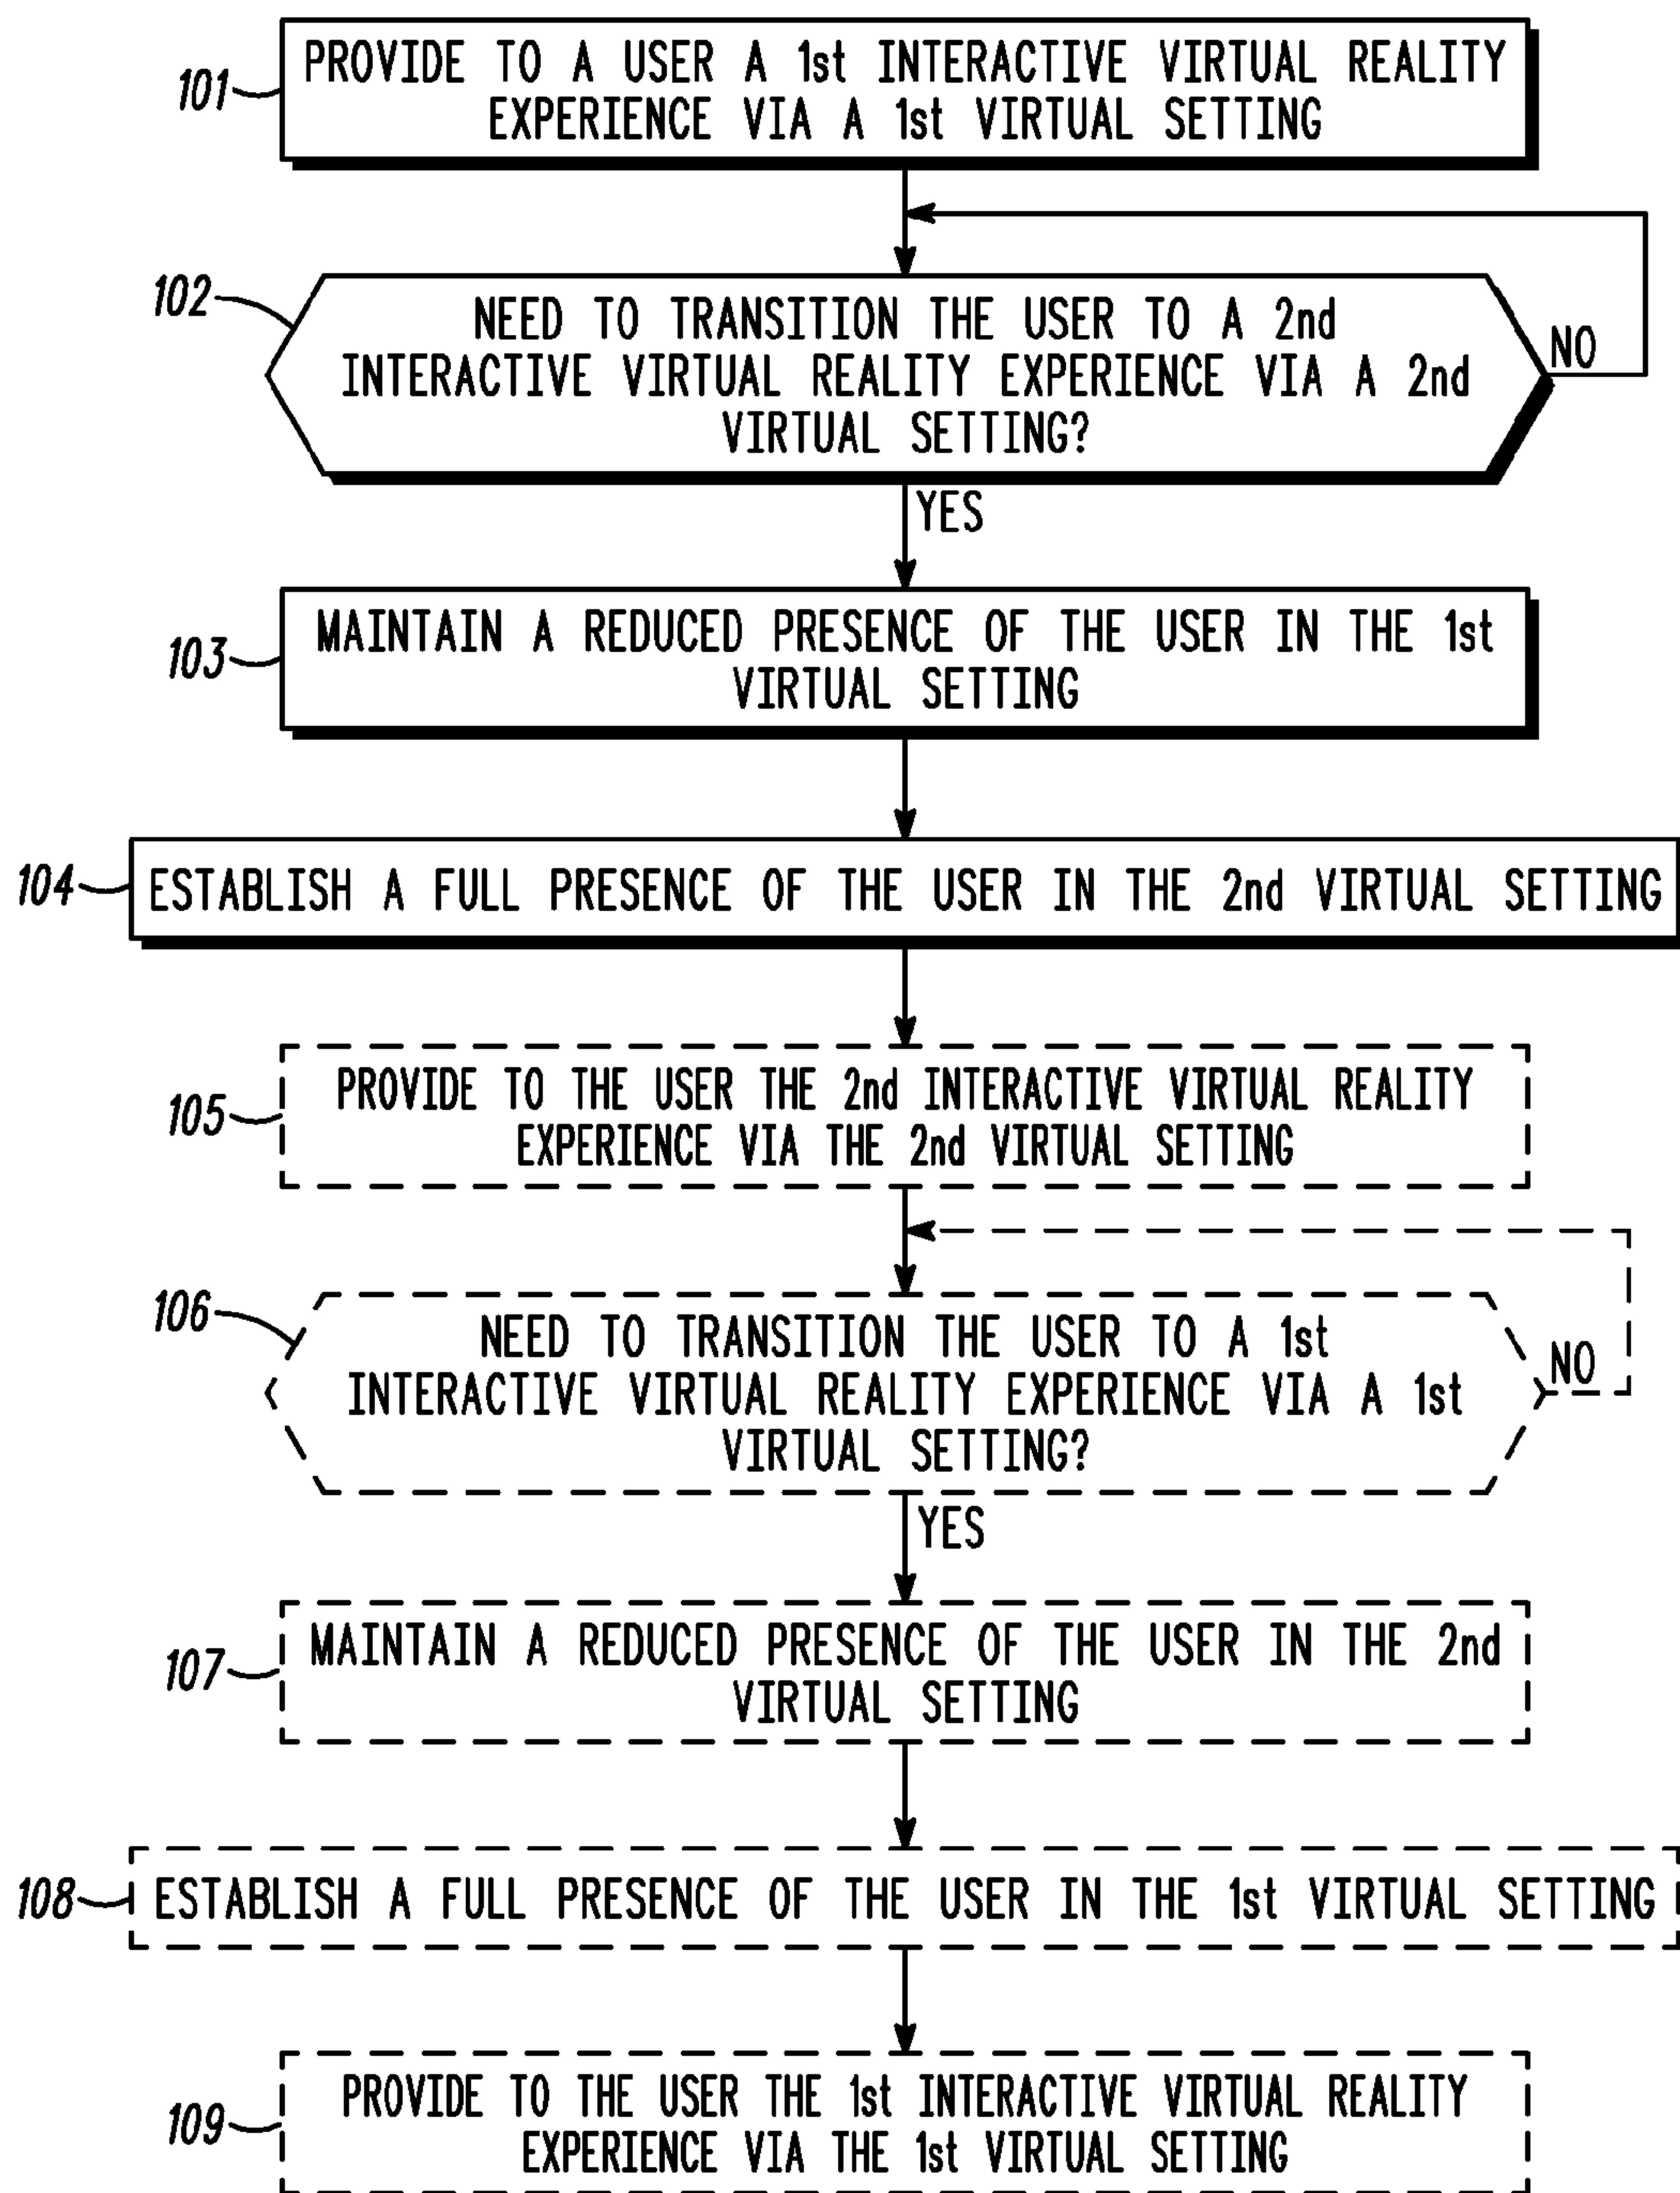 101
PROVIDE TO A USER A 1st INTERACTIVE VIRTUAL REALITY
EXPERIENCE VIA A 1st VIRTUAL SETTING
102
NEED TO TRANSITION THE USER TO A 2nd
INTERACTIVE VIRTUAL REALITY EXPERIENCE VIA A 2nd
VIRTUAL SETTING?
NO
YES
103
MAINTAIN A REDUCED PRESENCE OF THE USER IN THE 1st
VIRTUAL SETTING
104
ESTABLISH A FULL PRESENCE OF THE USER IN THE 2nd VIRTUAL SETTING
105
PROVIDE TO THE USER THE 2nd INTERACTIVE VIRTUAL REALITY
EXPERIENCE VIA THE 2nd VIRTUAL SETTING
106
NEED TO TRANSITION THE USER TO A 1st
INTERACTIVE VIRTUAL REALITY EXPERIENCE VIA A 1st
VIRTUAL SETTING?
NO
YES
107
MAINTAIN A REDUCED PRESENCE OF THE USER IN THE 2nd
VIRTUAL SETTING
108
ESTABLISH A FULL PRESENCE OF THE USER IN THE 1st VIRTUAL SETTING
109
PROVIDE TO THE USER THE 1st INTERACTIVE VIRTUAL REALITY
EXPERIENCE VIA THE 1st VIRTUAL SETTING